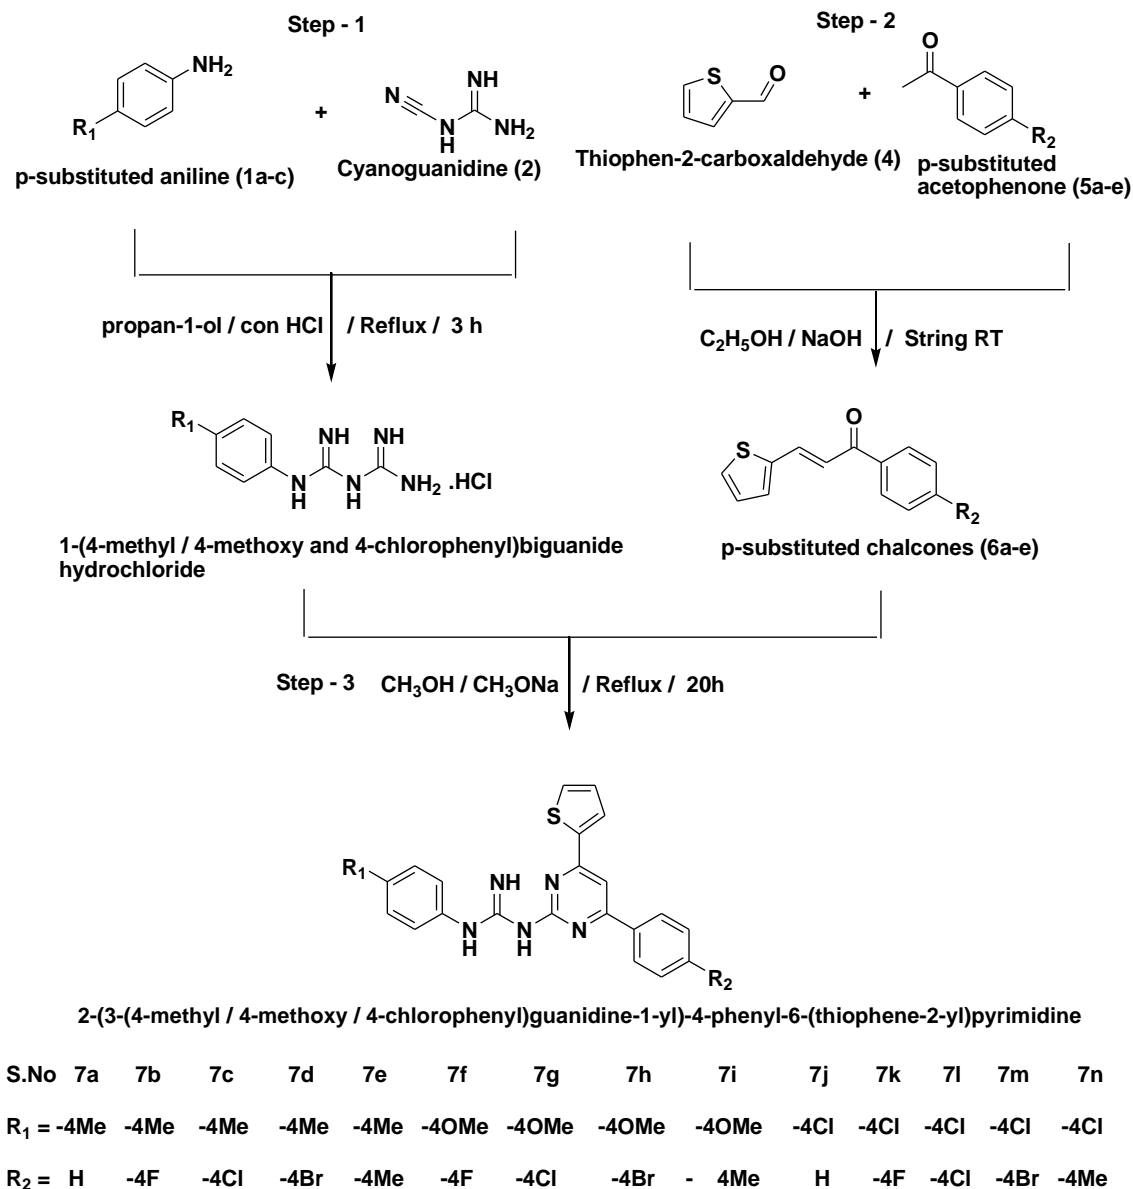 Step - 1
Step - 2
NH2
R1
+
N
N
H
NH
NH2
S
O
+
O
R2
p-substituted aniline (1a-c)
Cyanoguanidine (2)
Thiophen-2-carboxaldehyde (4)
p-substituted
acetophenone (5a-e)
propan-1-ol / con HCl / Reflux / 3 h
C2H5OH / NaOH / String RT
R1
NH NH
N
H
N
H
NH2 .HCl
S
O
R2
1-(4-methyl / 4-methoxy and 4-chlorophenyl)biguanide
hydrochloride
p-substituted chalcones (6a-e)
Step - 3 CH3OH / CH3ONa / Reflux / 20h
S
R1
NH
N
N
H
N
H
N
R2
2-(3-(4-methyl / 4-methoxy / 4-chlorophenyl)guanidine-1-yl)-4-phenyl-6-(thiophene-2-yl)pyrimidine
S.No 7a 7b 7c 7d 7e 7f 7g 7h 7i 7j 7k 7l 7m 7n
R1 = -4Me -4Me -4Me -4Me -4Me -4OMe -4OMe -4OMe -4OMe -4Cl -4Cl -4Cl -4Cl -4Cl
R2 = H -4F -4Cl -4Br -4Me -4F -4Cl -4Br - 4Me H -4F -4Cl -4Br -4Me